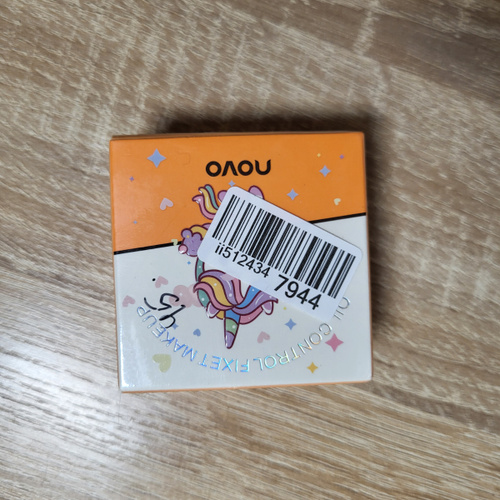 novo
ii512434 7944
OIL CONTROL FIXET MAKEUP